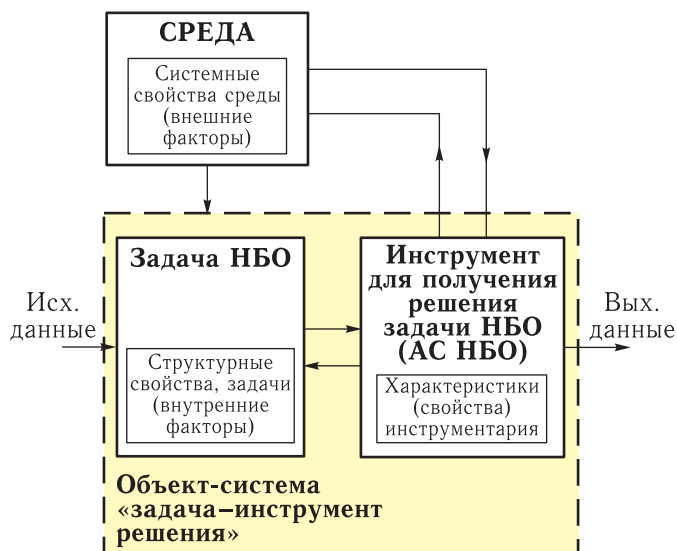 СРЕДА
Системные
свойства среды
(внешние
факторы)
Задача НБО
Структурные
свойства, задачи
(внутренние
факторы)
Инструмент
для получения
решения
задачи НБО
(АС НБО)
Характеристики
(свойства)
инструментария
Исх.
данные
Вых.
данные
Объект-система
«задача–инструмент
решения»